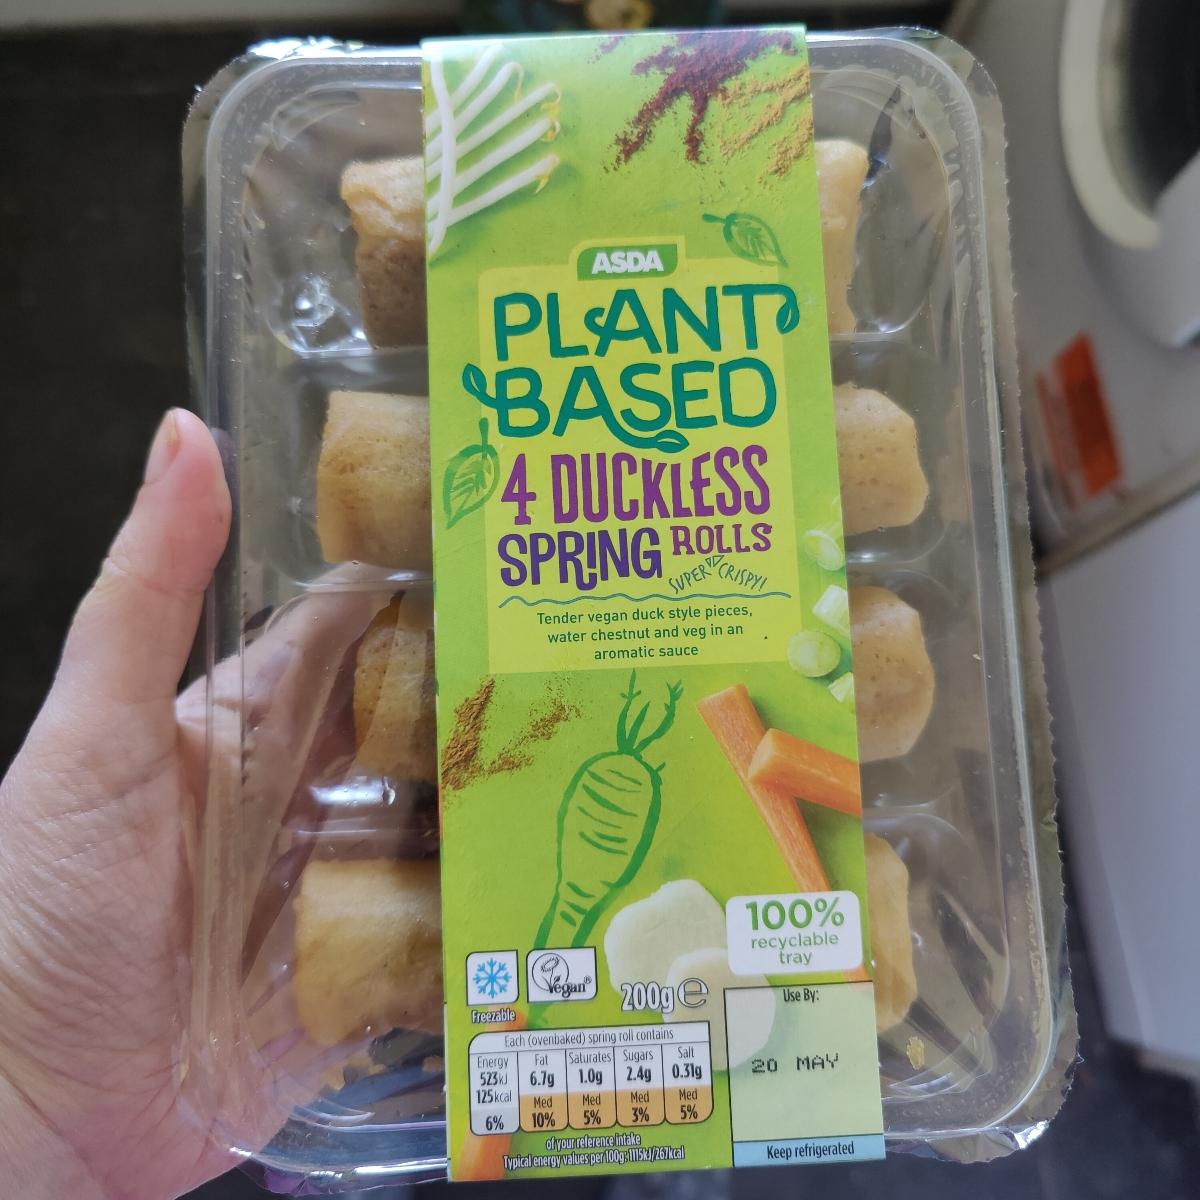 ASDA
PLANT
BASED
4 DUCKLESS
SPRING ROLLS
SUPER CRISPY!
Tender vegan duck style pieces,
water chestnut and veg in an
aromatic sauce
100%
recyclable
tray
Vegan®
Freezable
200g e
Use By:
20 MAY
Keep refrigerated
Each (ovenbaked) spring roll contains
Energy Fat Saturates Sugars Salt
523kJ 6.7g 1.0g 2.4g 0.31g
125kcal
Med Med Med Med
6% 10% 5% 3% 5%
of your reference intake
Typical energy values per 100g: 1115kJ/267kcal